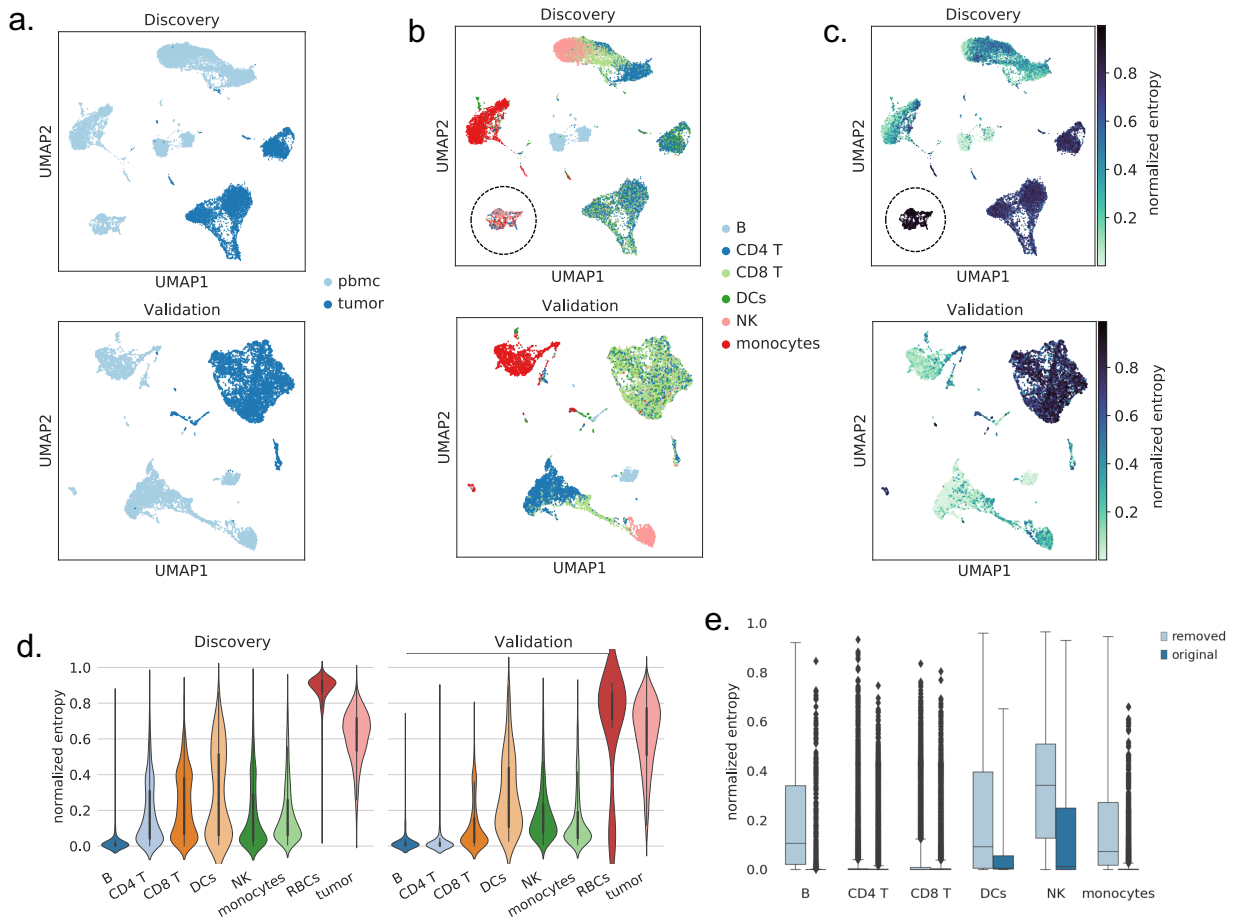 a.
Discovery
UMAP2
UMAP1
pbmc
tumor
Validation
UMAP2
UMAP1
b
Discovery
UMAP2
UMAP1
B
CD4 T
CD8 T
DCs
NK
monocytes
Validation
UMAP2
UMAP1
c.
Discovery
UMAP2
UMAP1
0.8
0.6
0.4
0.2
normalized entropy
Validation
UMAP2
UMAP1
0.8
0.6
0.4
0.2
normalized entropy
d.
Discovery
Validation
normalized entropy
1.0
0.8
0.6
0.4
0.2
0.0
B
CD4 T
CD8 T
DCs
NK
monocytes
RBCs
tumor
B
CD4 T
CD8 T
DCs
NK
monocytes
RBCs
tumor
e.
normalized entropy
1.0
0.8
0.6
0.4
0.2
0.0
removed
original
B
CD4 T
CD8 T
DCs
NK
monocytes